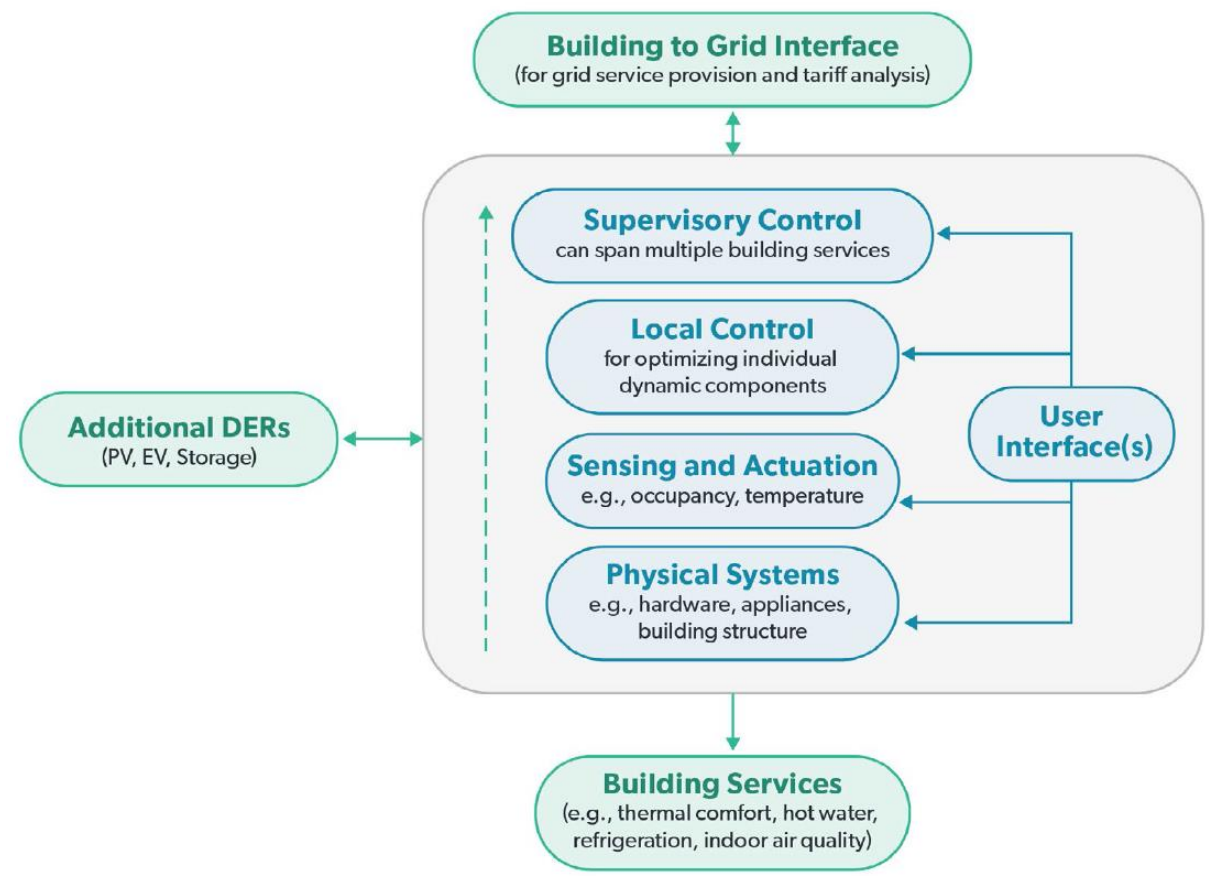 Building to Grid Interface
(for grid service provision and tariff analysis)
Supervisory Control
can span multiple building services
Local Control
for optimizing individual
dynamic components
User
Interface(s)
Additional DERs
(PV, EV, Storage)
Sensing and Actuation
e.g., occupancy, temperature
Physical Systems
e.g., hardware, appliances,
building structure
Building Services
(e.g., thermal comfort, hot water,
refrigeration, indoor air quality)